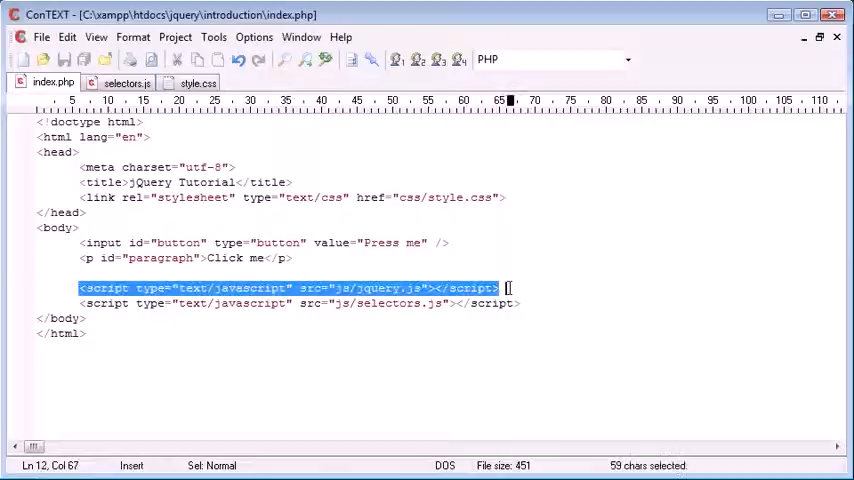 ConTEXT - [C:\xampp\htdocs\jquery\introduction\index.php]
File Edit View Format Project Tools Options Window Help
1 2 3 4 PHP
index.php selectors.js style.css
5 10 15 20 25 30 35 40 45 50 55 60 65 70 75 80 85 90 95 100 105 110
<!doctype html>
<html lang="en">
<head>
<meta charset="utf-8">
<title>jQuery Tutorial</title>
<link rel="stylesheet" type="text/css" href="css/style.css">
</head>
<body>
<input id="button" type="button" value="Press me" />
<p id="paragraph">Click me</p>
<script type="text/javascript" src="js/jquery.js"></script>
<script type="text/javascript" src="js/selectors.js"></script>
</body>
</html>
Ln 12, Col 67 Insert Sel: Normal DOS File size: 451 59 chars selected.